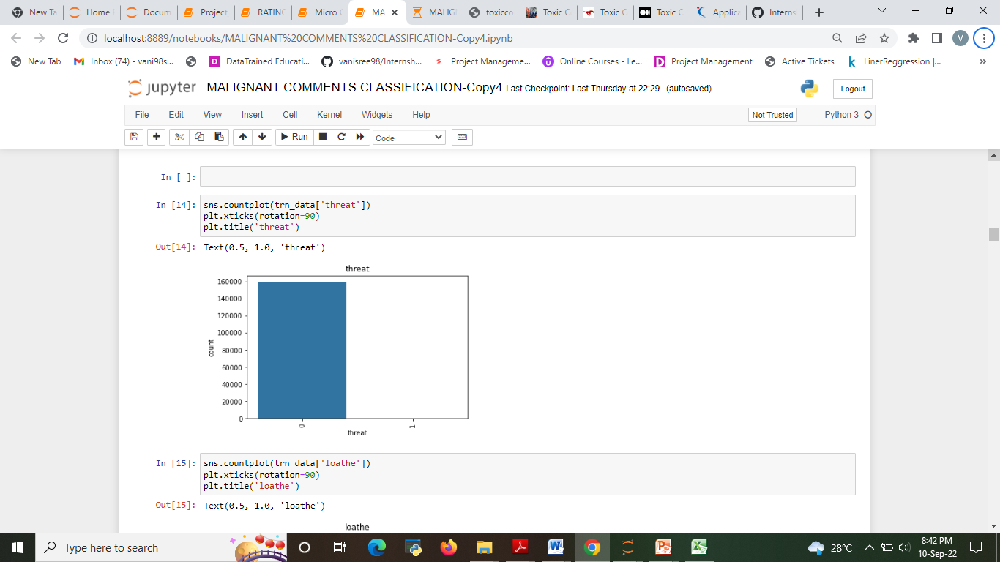 New Ta
Home
Docum
Project
RATING
Micro
MA
MALIG
toxicco
Toxic C
Toxic C
Toxic C
Applica
Interns
localhost:8889/notebooks/MALIGNANT%20COMMENTS%20CLASSIFICATION-Copy4.ipynb
V
New Tab
Inbox (74) - vani98s...
D
DataTrained Educati...
vanisree98/Internsh...
Project Manageme...
Online Courses - Le...
D
Project Management
Active Tickets
k
LinerReggression |...
»
jupyter
MALIGNANT COMMENTS CLASSIFICATION-Copy4 Last Checkpoint: Last Thursday at 22:29 (autosaved)
Logout
File Edit View Insert Cell Kernel Widgets Help
Not Trusted
Python 3
Run
Code
In [ ]:
In [14]:
sns.countplot(trn_data['threat'])
plt.xticks(rotation=90)
plt.title('threat')
Out[14]:
Text(0.5, 1.0, 'threat')
threat
160000
140000
120000
100000
80000
60000
40000
20000
0
count
0
1
threat
In [15]:
sns.countplot(trn_data['loathe'])
plt.xticks(rotation=90)
plt.title('loathe')
Out[15]:
Text(0.5, 1.0, 'loathe')
loathe
Type here to search
28°C
8:42 PM
10-Sep-22